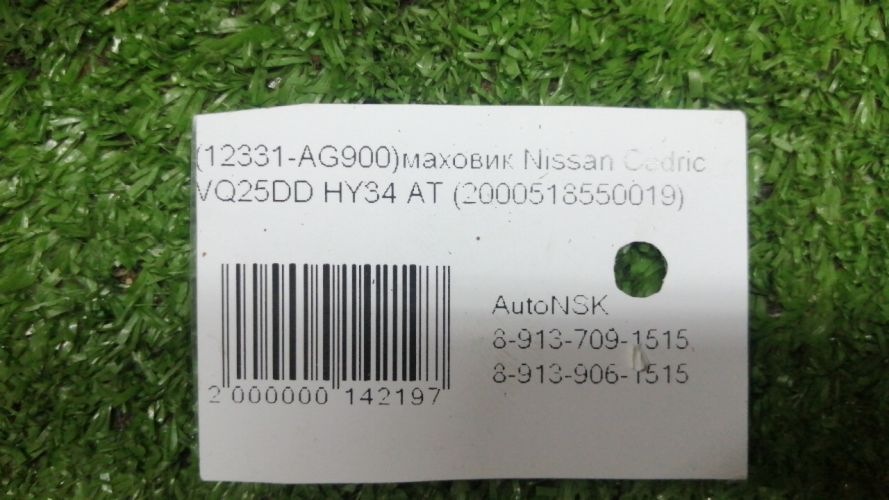 (12331-AG900)маховик Nissan Cedric
VQ25DD HY34 AT (2000518550019)
AutoNSK
8-913-709-1515
8-913-906-1515
2 000000 142197